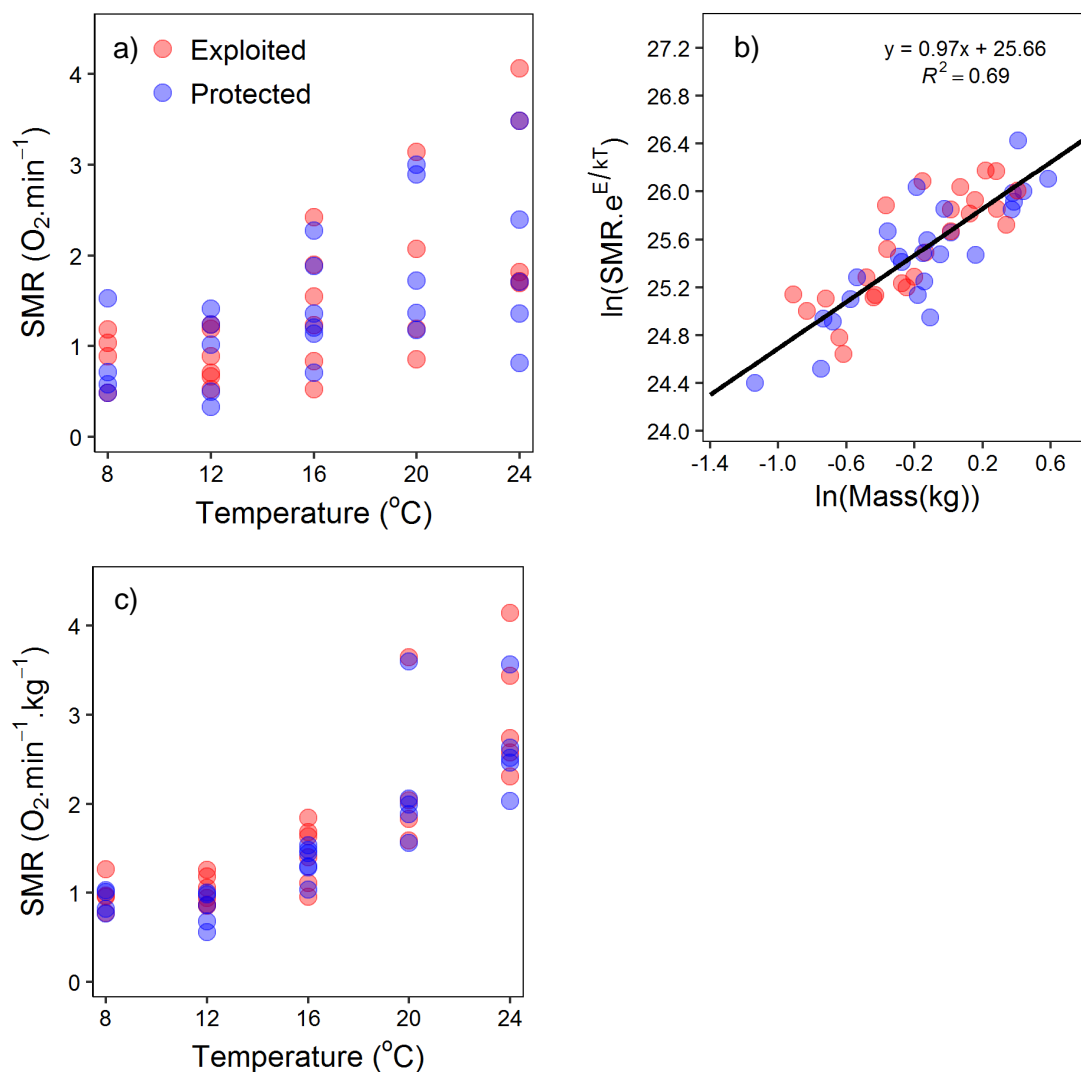 a)
Exploited
Protected
4
3
2
1
0
SMR (O₂.min⁻¹)
8 12 16 20 24
Temperature (°C)
b)
y = 0.97x + 25.66
R² = 0.69
27.2
26.8
26.4
26.0
25.6
25.2
24.8
24.4
24.0
ln(SMR.e^E/kT)
-1.4 -1.0 -0.6 -0.2 0.2 0.6
ln(Mass(kg))
c)
4
3
2
1
0
SMR (O₂.min⁻¹.kg⁻¹)
8 12 16 20 24
Temperature (°C)